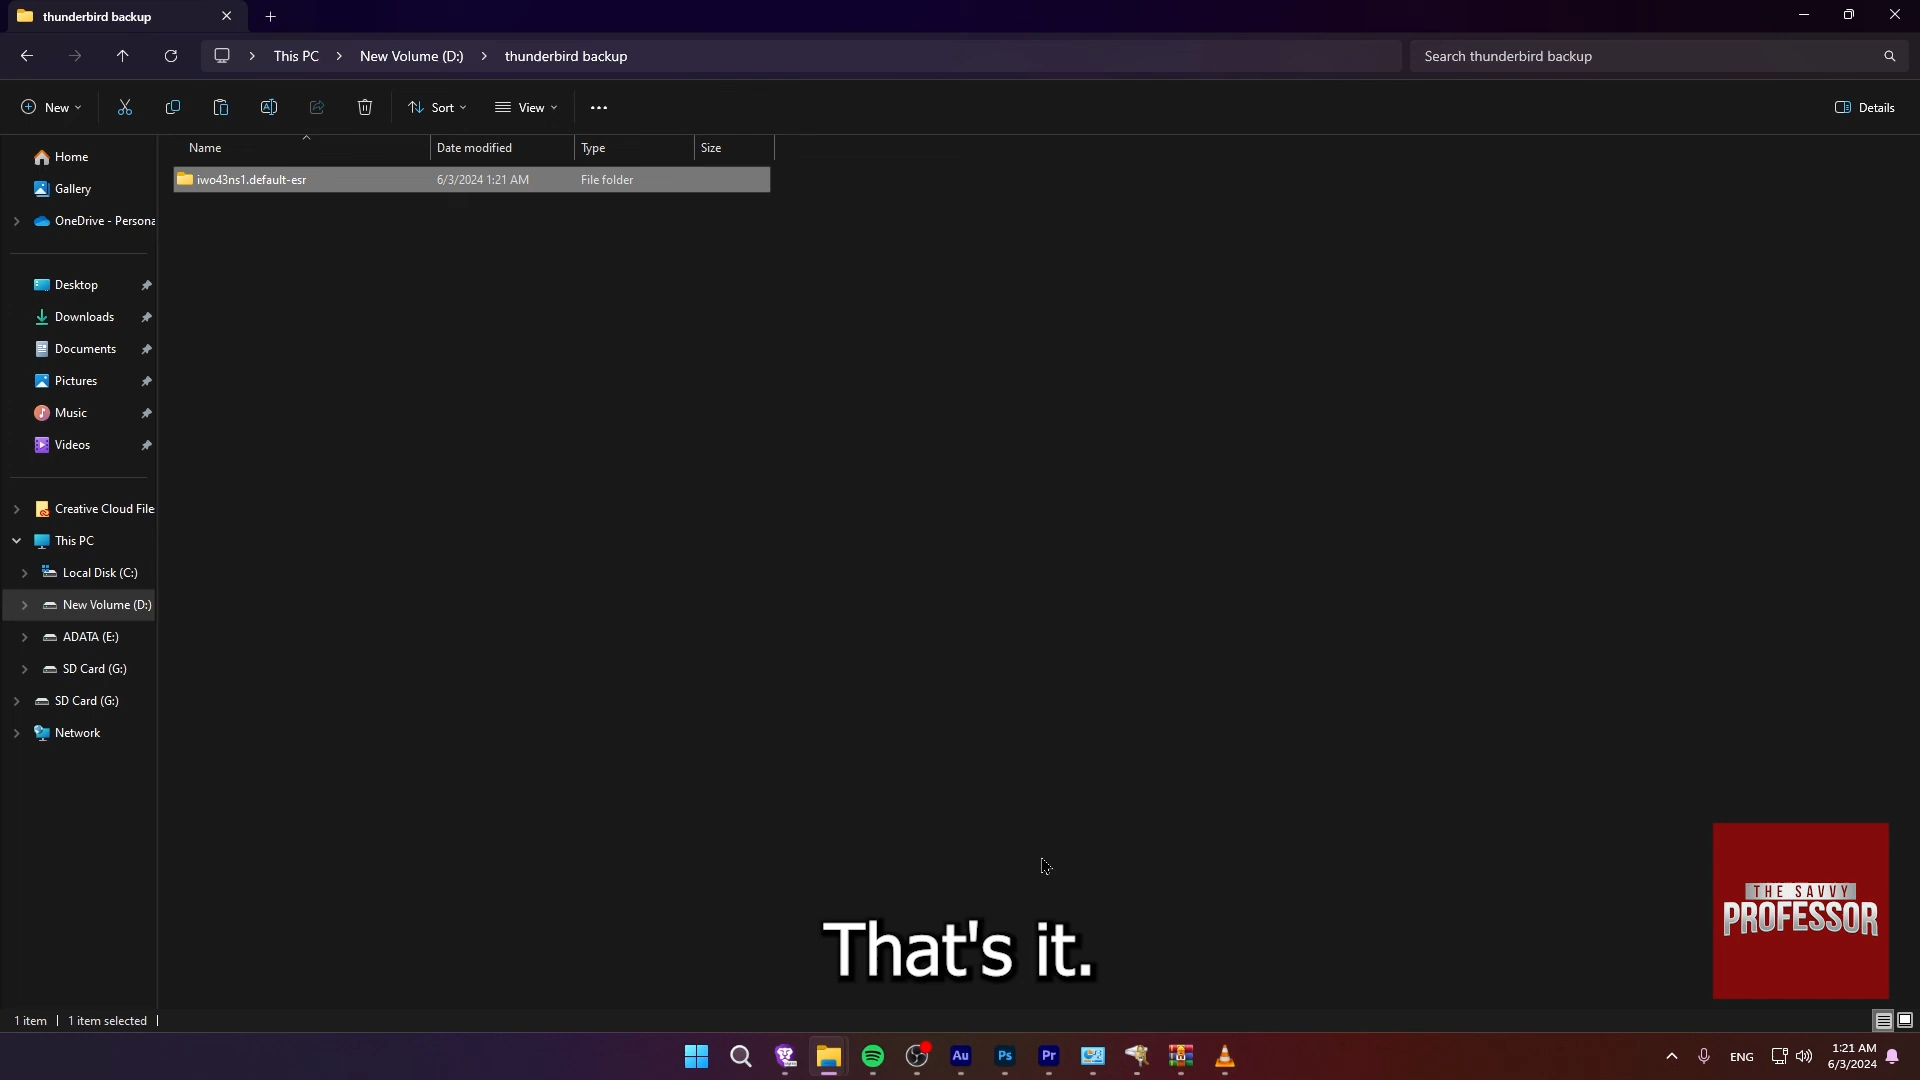 thunderbird backup
This PC
New Volume (D:)
thunderbird backup
Search thunderbird backup
New
Sort
View
Details
Name
Date modified
Type
Size
iwo43ns1.default-esr
6/3/2024 1:21 AM
File folder
Home
Gallery
OneDrive - Persona
Desktop
Downloads
Documents
Pictures
Music
Videos
Creative Cloud File
This PC
Local Disk (C:)
New Volume (D:)
ADATA (E:)
SD Card (G:)
SD Card (G:)
Network
THE SAVVY
PROFESSOR
That's it.
1 item
1 item selected
Au
Ps
Pr
ENG
1:21 AM
6/3/2024